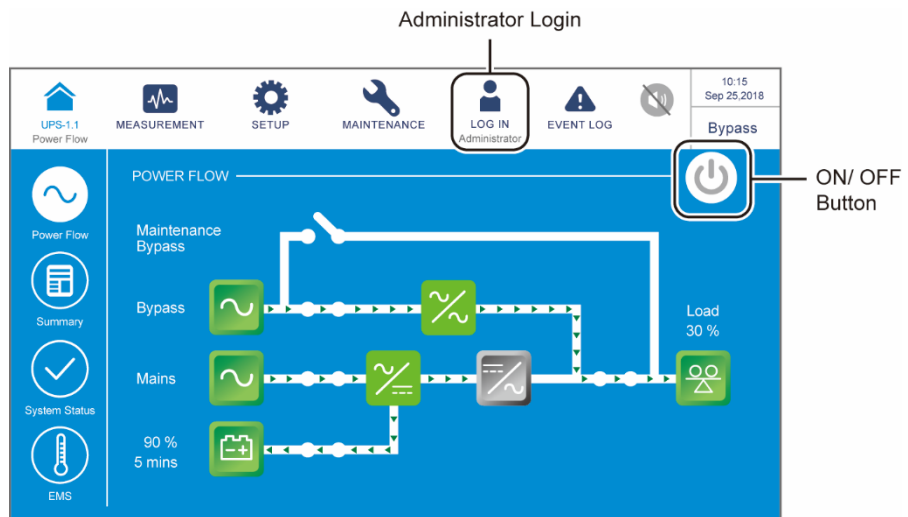 Administrator Login
UPS-1.1
Power Flow
MEASUREMENT
SETUP
MAINTENANCE
LOG IN
Administrator
EVENT LOG
10:15
Sep 25,2018
Bypass
ON/ OFF
Button
POWER FLOW
Power Flow
Summary
System Status
EMS
Maintenance
Bypass
Bypass
Mains
90 %
5 mins
Load
30 %